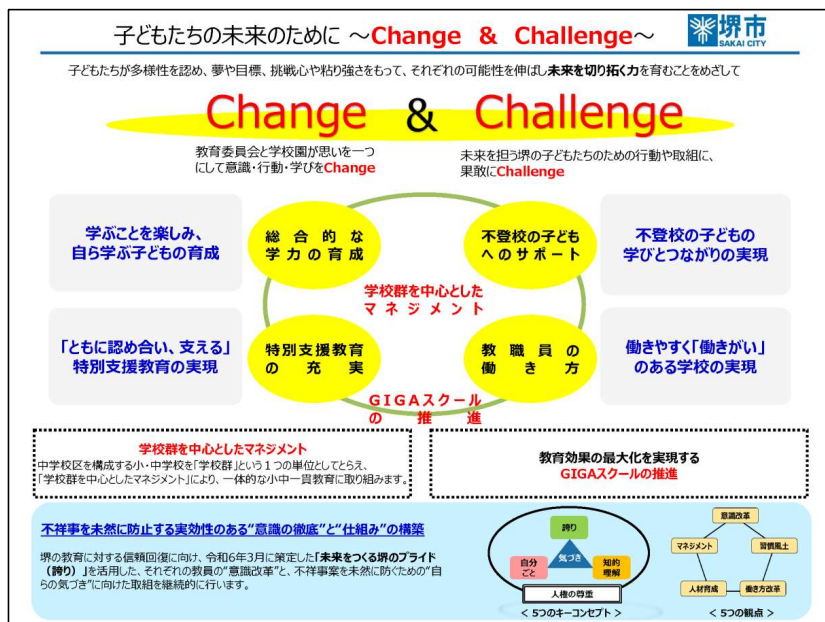 子どもたちの未来のために ～Change & Challenge～
堺市
SAKAI CITY
子どもたちが多様性を認め、夢や目標、挑戦心や粘り強さをもって、それぞれの可能性を伸ばし未来を切り拓く力を育むことをめざして
Change & Challenge
教育委員会と学校園が思いを一つ
にして意識・行動・学びをChange
未来を担う堺の子どもたちのための行動や取組に、
果敢にChallenge
学ぶことを楽しみ、
自ら学ぶ子どもの育成
総合的な
学力の育成
不登校の子ども
へのサポート
不登校の子どもの
学びとつながりの実現
学校群を中心とした
マネジメント
「ともに認め合い、支える」
特別支援教育の実現
特別支援教育
の充実
教職員の
働き方
働きやすく「働きがい」
のある学校の実現
GIGAスクール
の推進
学校群を中心としたマネジメント
中学校区を構成する小・中学校を「学校群」という１つの単位としてとらえ、
「学校群を中心としたマネジメント」により、一体的な小中一貫教育に取り組みます。
教育効果の最大化を実現する
GIGAスクールの推進
不祥事を未然に防止する実効性のある“意識の徹底”と“仕組み”の構築
堺の教育に対する信頼回復に向け、令和6年3月に策定した「未来をつくる堺のプライド
（誇り）」を活用した、それぞれの教員の“意識改革”と、不祥事案を未然に防ぐための“自
らの気づき”に向けた取組を継続的に行います。
誇り
気づき
自分
ごと
知的
理解
人権の尊重
＜ 5つのキーコンセプト ＞
意識改革
マネジメント
習慣風土
人材育成
働き方改革
＜ 5つの観点 ＞